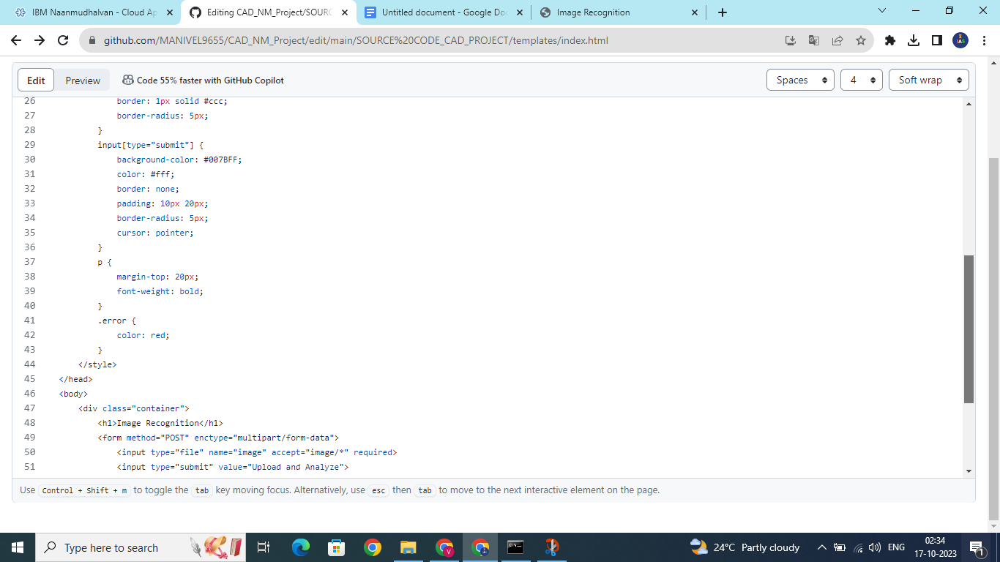 IBM Naanmudhalvan - Cloud Ap
Editing CAD_NM_Project/SOURC
Untitled document - Google Doc
Image Recognition
github.com/MANIVEL9655/CAD_NM_Project/edit/main/SOURCE%20CODE_CAD_PROJECT/templates/index.html
IAS
Edit Preview Code 55% faster with GitHub Copilot Spaces 4 Soft wrap
26 border: 1px solid #ccc;
27 border-radius: 5px;
28 }
29 input[type="submit"] {
30 background-color: #007BFF;
31 color: #fff;
32 border: none;
33 padding: 10px 20px;
34 border-radius: 5px;
35 cursor: pointer;
36 }
37 p {
38 margin-top: 20px;
39 font-weight: bold;
40 }
41 .error {
42 color: red;
43 }
44 </style>
45 </head>
46 <body>
47 <div class="container">
48 <h1>Image Recognition</h1>
49 <form method="POST" enctype="multipart/form-data">
50 <input type="file" name="image" accept="image/*" required>
51 <input type="submit" value="Upload and Analyze">
Use Control + Shift + m to toggle the tab key moving focus. Alternatively, use esc then tab to move to the next interactive element on the page.
Type here to search
V
24°C Partly cloudy
ENG
02:34
17-10-2023
1